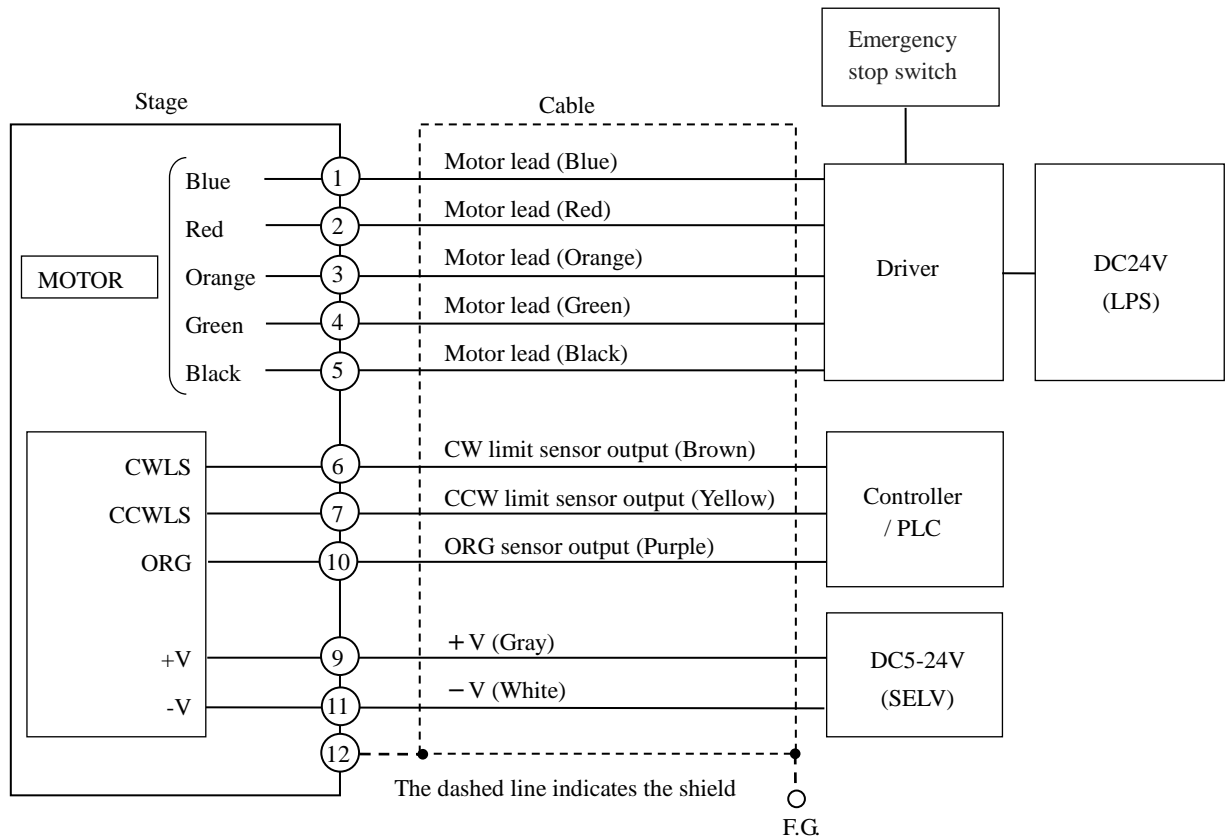 Emergency
stop switch
Stage
Cable
MOTOR
Blue
1
Motor lead (Blue)
Red
2
Motor lead (Red)
Orange
3
Motor lead (Orange)
Green
4
Motor lead (Green)
Black
5
Motor lead (Black)
Driver
DC24V
(LPS)
CWLS
6
CW limit sensor output (Brown)
CCWLS
7
CCW limit sensor output (Yellow)
ORG
10
ORG sensor output (Purple)
Controller
/ PLC
+V
9
+V (Gray)
-V
11
−V (White)
DC5-24V
(SELV)
12
The dashed line indicates the shield
F.G.